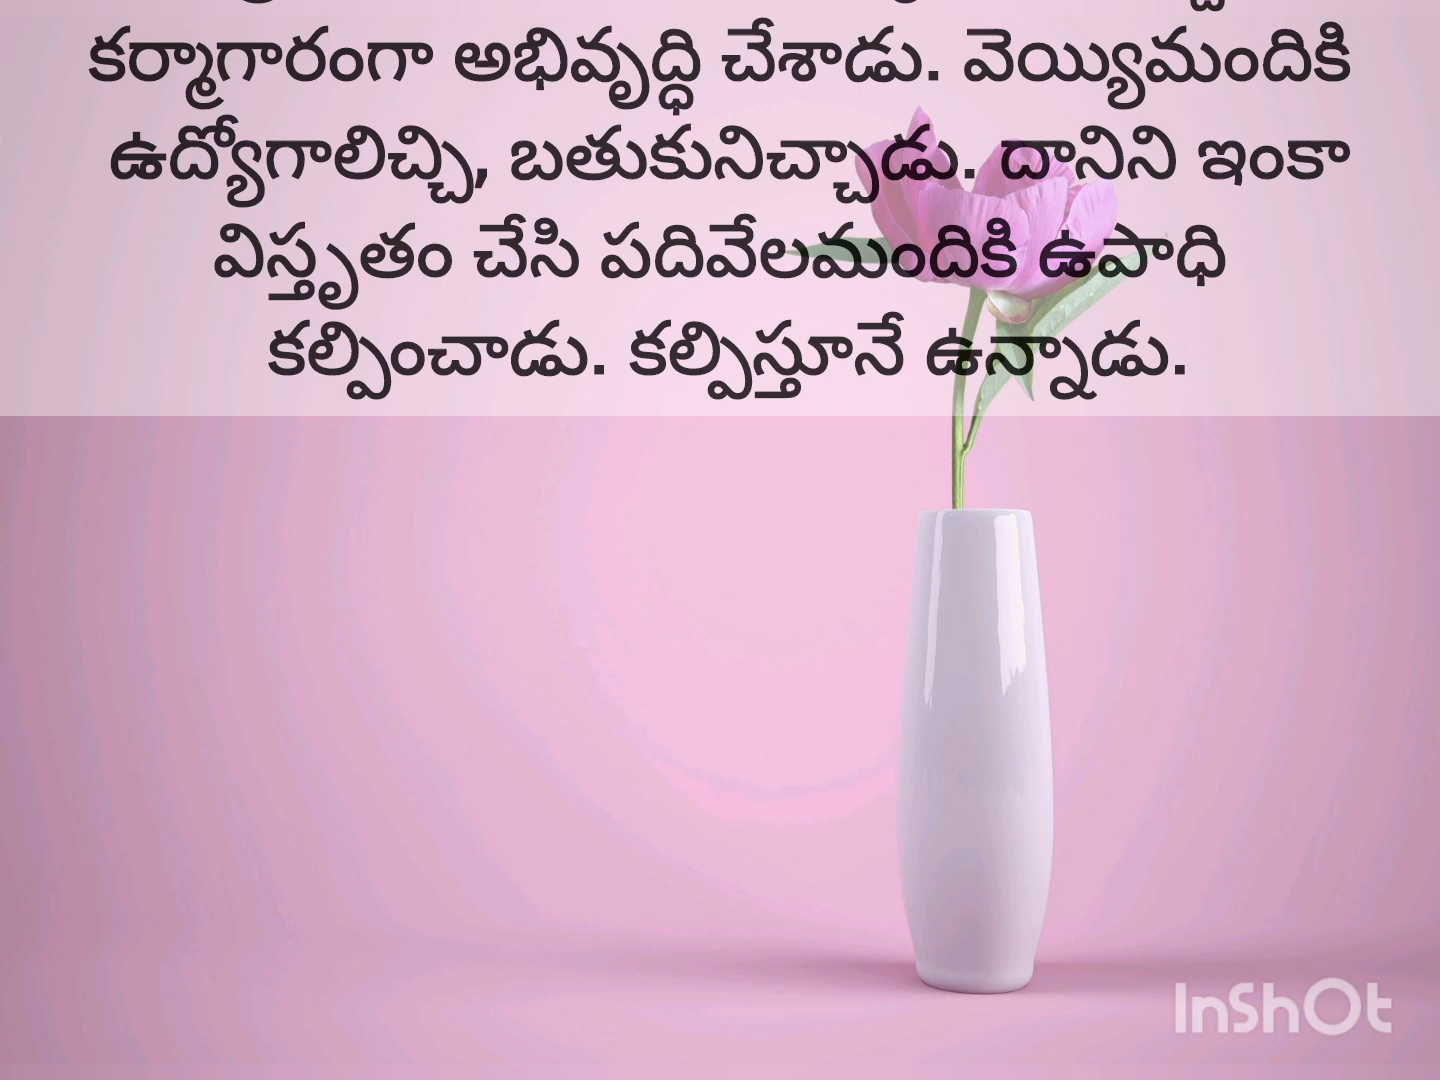 కర్మాగారంగా అభివృద్ధి చేశాడు. వెయ్యిమందికి
ఉద్యోగాలిచ్చి, బతుకునిచ్చాడు. దానిని ఇంకా
విస్తృతం చేసి పదివేలమందికి ఉపాధి
కల్పించాడు. కల్పిస్తూనే ఉన్నాడు.
InShOt